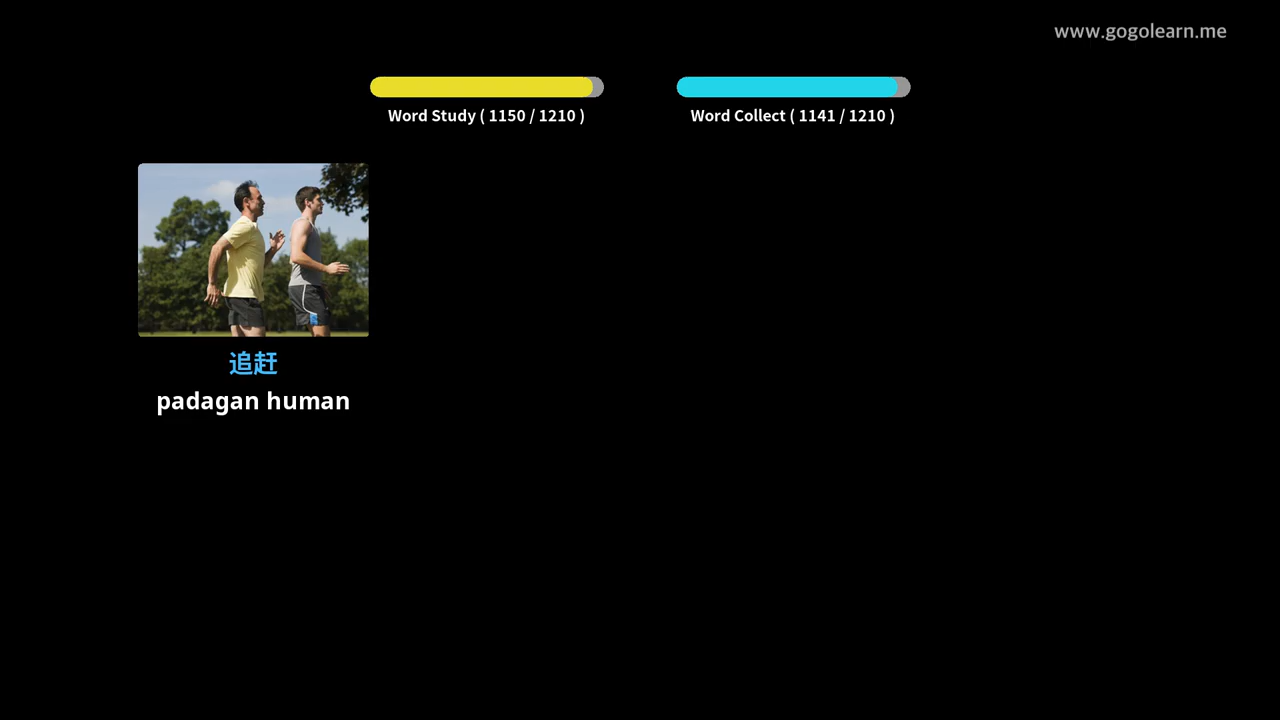 www.gogolearn.me
Word Study ( 1150 / 1210 )
Word Collect ( 1141 / 1210 )
追赶
padagan human